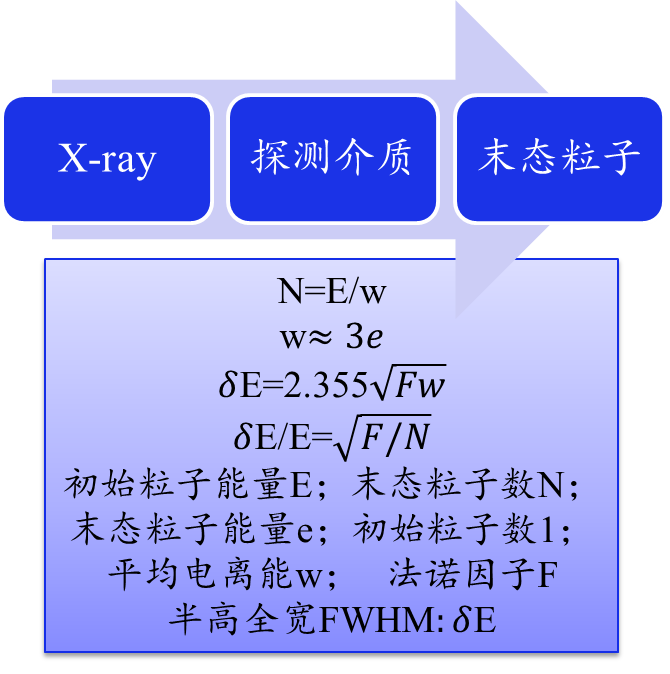 X-ray
探测介质
末态粒子
N=E/w
w≈ 3e
δE=2.355√Fw
δE/E=√F/N
初始粒子能量E；末态粒子数N；
末态粒子能量e；初始粒子数1；
平均电离能w； 法诺因子F
半高全宽FWHM: δE